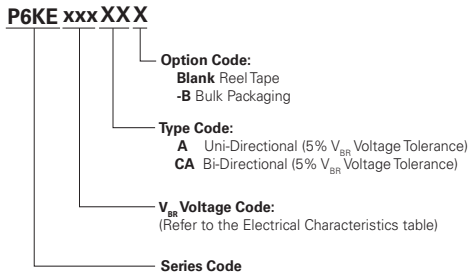 P6KE xxx XX X
Option Code:
Blank Reel Tape
-B Bulk Packaging
Type Code:
A Uni-Directional (5% VBR Voltage Tolerance)
CA Bi-Directional (5% VBR Voltage Tolerance)
VBR Voltage Code:
(Refer to the Electrical Characteristics table)
Series Code